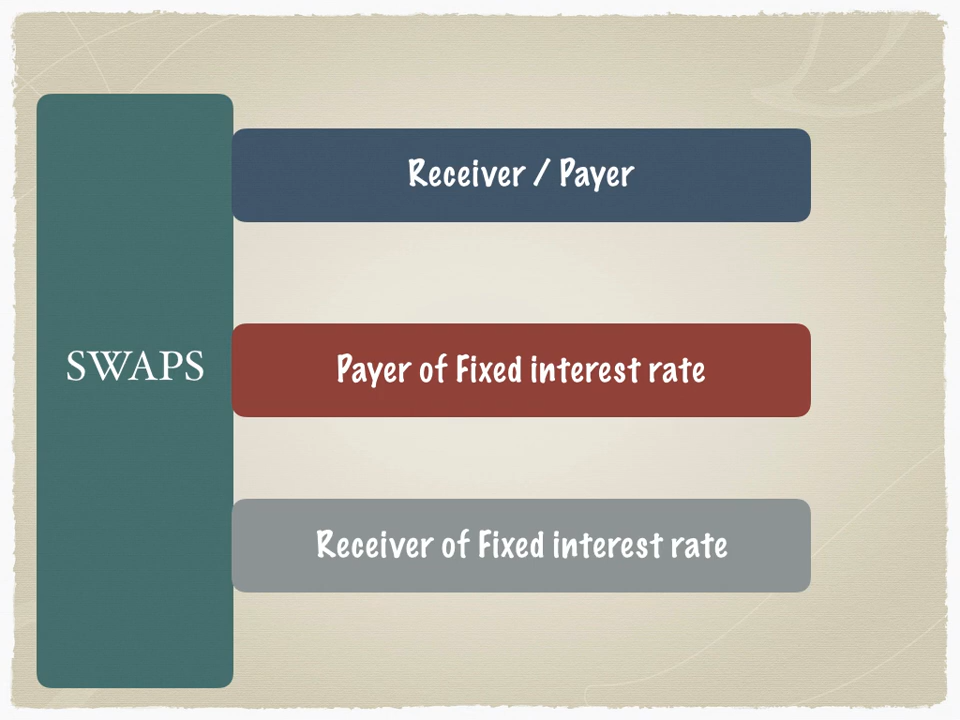 SWAPS
Receiver / Payer
Payer of Fixed interest rate
Receiver of Fixed interest rate